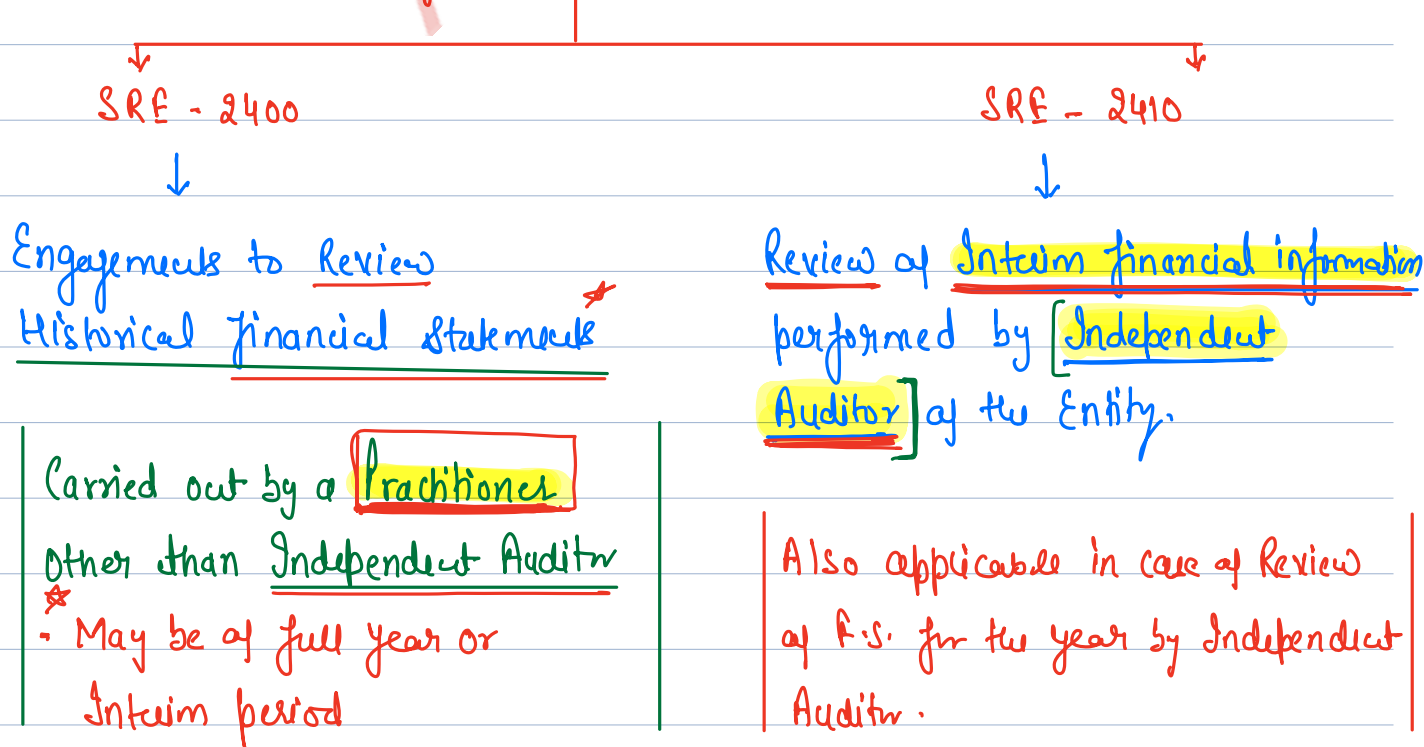 SRE - 2400
SRE - 2410
Engagements to Review
Historical financial Statements
Carried out by a Practitioner
other than Independent Auditor
May be of full year or
Interim period
Review of Interim financial information
performed by [Independent
Auditor] of the Entity.
Also applicable in case of Review
of F.S. for the year by Independent
Auditor.